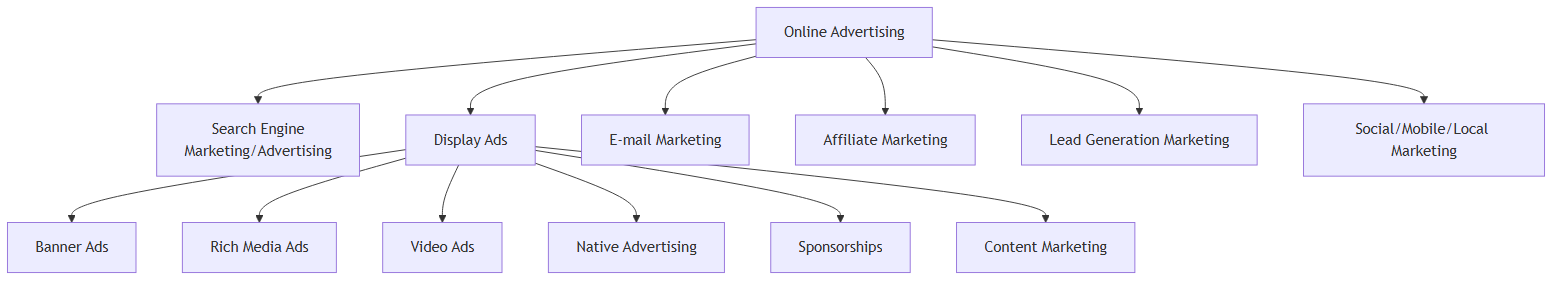 Online Advertising
Search Engine
Marketing/Advertising
Display Ads
E-mail Marketing
Affiliate Marketing
Lead Generation Marketing
Social/Mobile/Local
Marketing
Banner Ads
Rich Media Ads
Video Ads
Native Advertising
Sponsorships
Content Marketing